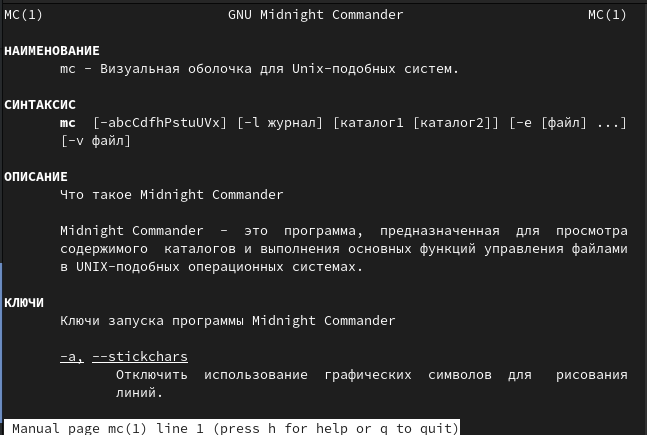 MC(1) GNU Midnight Commander MC(1)
НАИМЕНОВАНИЕ
mc - Визуальная оболочка для Unix-подобных систем.
СИНТАКСИС
mc [-abcCdfhPstuUVx] [-l журнал] [каталог1 [каталог2]] [-e [файл] ...]
[-v файл]
ОПИСАНИЕ
Что такое Midnight Commander
Midnight Commander - это программа, предназначенная для просмотра
содержимого каталогов и выполнения основных функций управления файлами
в UNIX-подобных операционных системах.
КЛЮЧИ
Ключи запуска программы Midnight Commander
-a, --stickchars
Отключить использование графических символов для рисования
линий.
Manual page mc(1) line 1 (press h for help or q to quit)